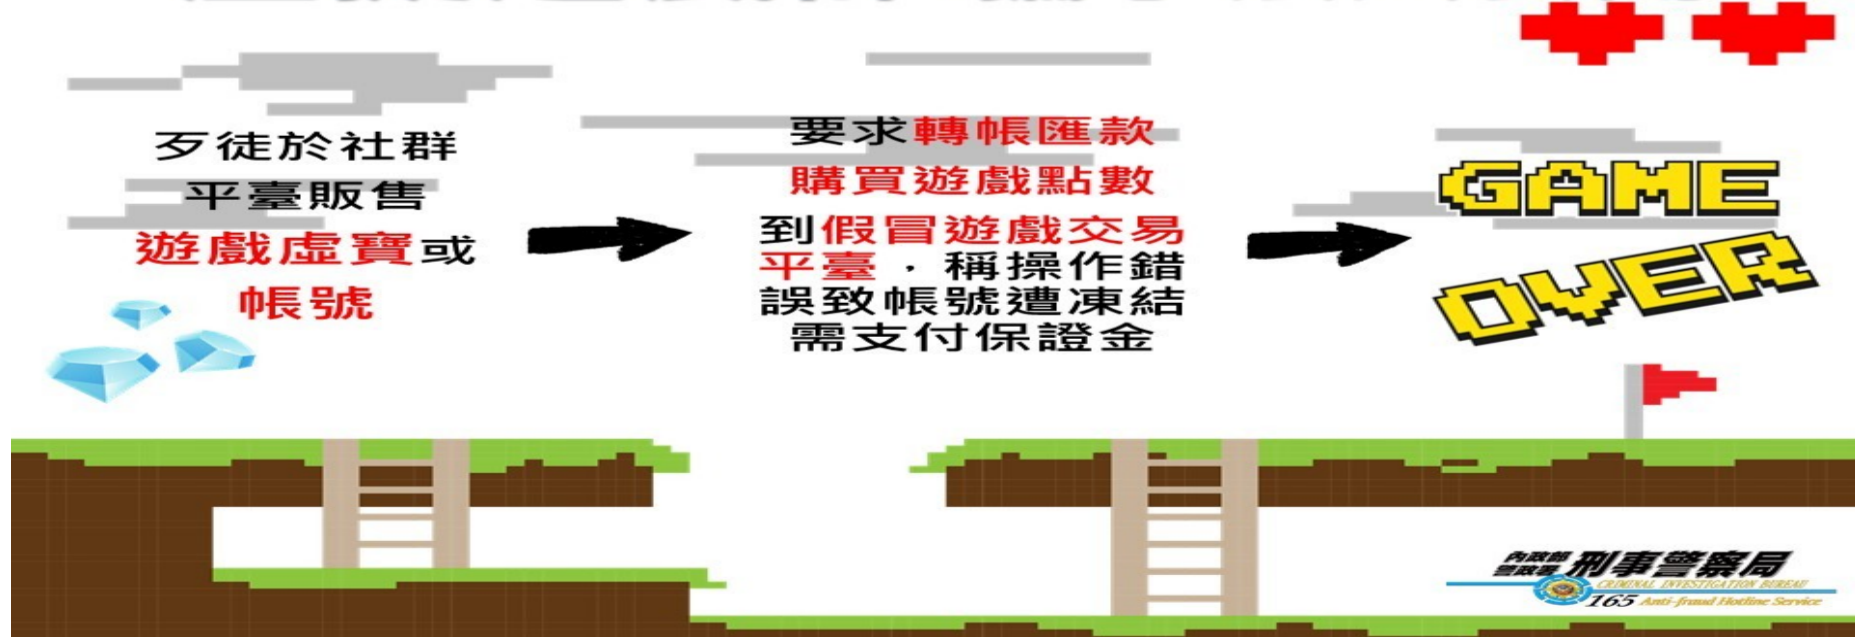 歹徒於社群
平臺販售
遊戲虛寶或
帳號
要求轉帳匯款
購買遊戲點數
到假冒遊戲交易
平臺，稱操作錯
誤致帳號遭凍結
需支付保證金
GAME
OVER
內政部
警政署 刑事警察局
CRIMINAL INVESTIGATION BUREAU
165 Anti-fraud Hotline Service